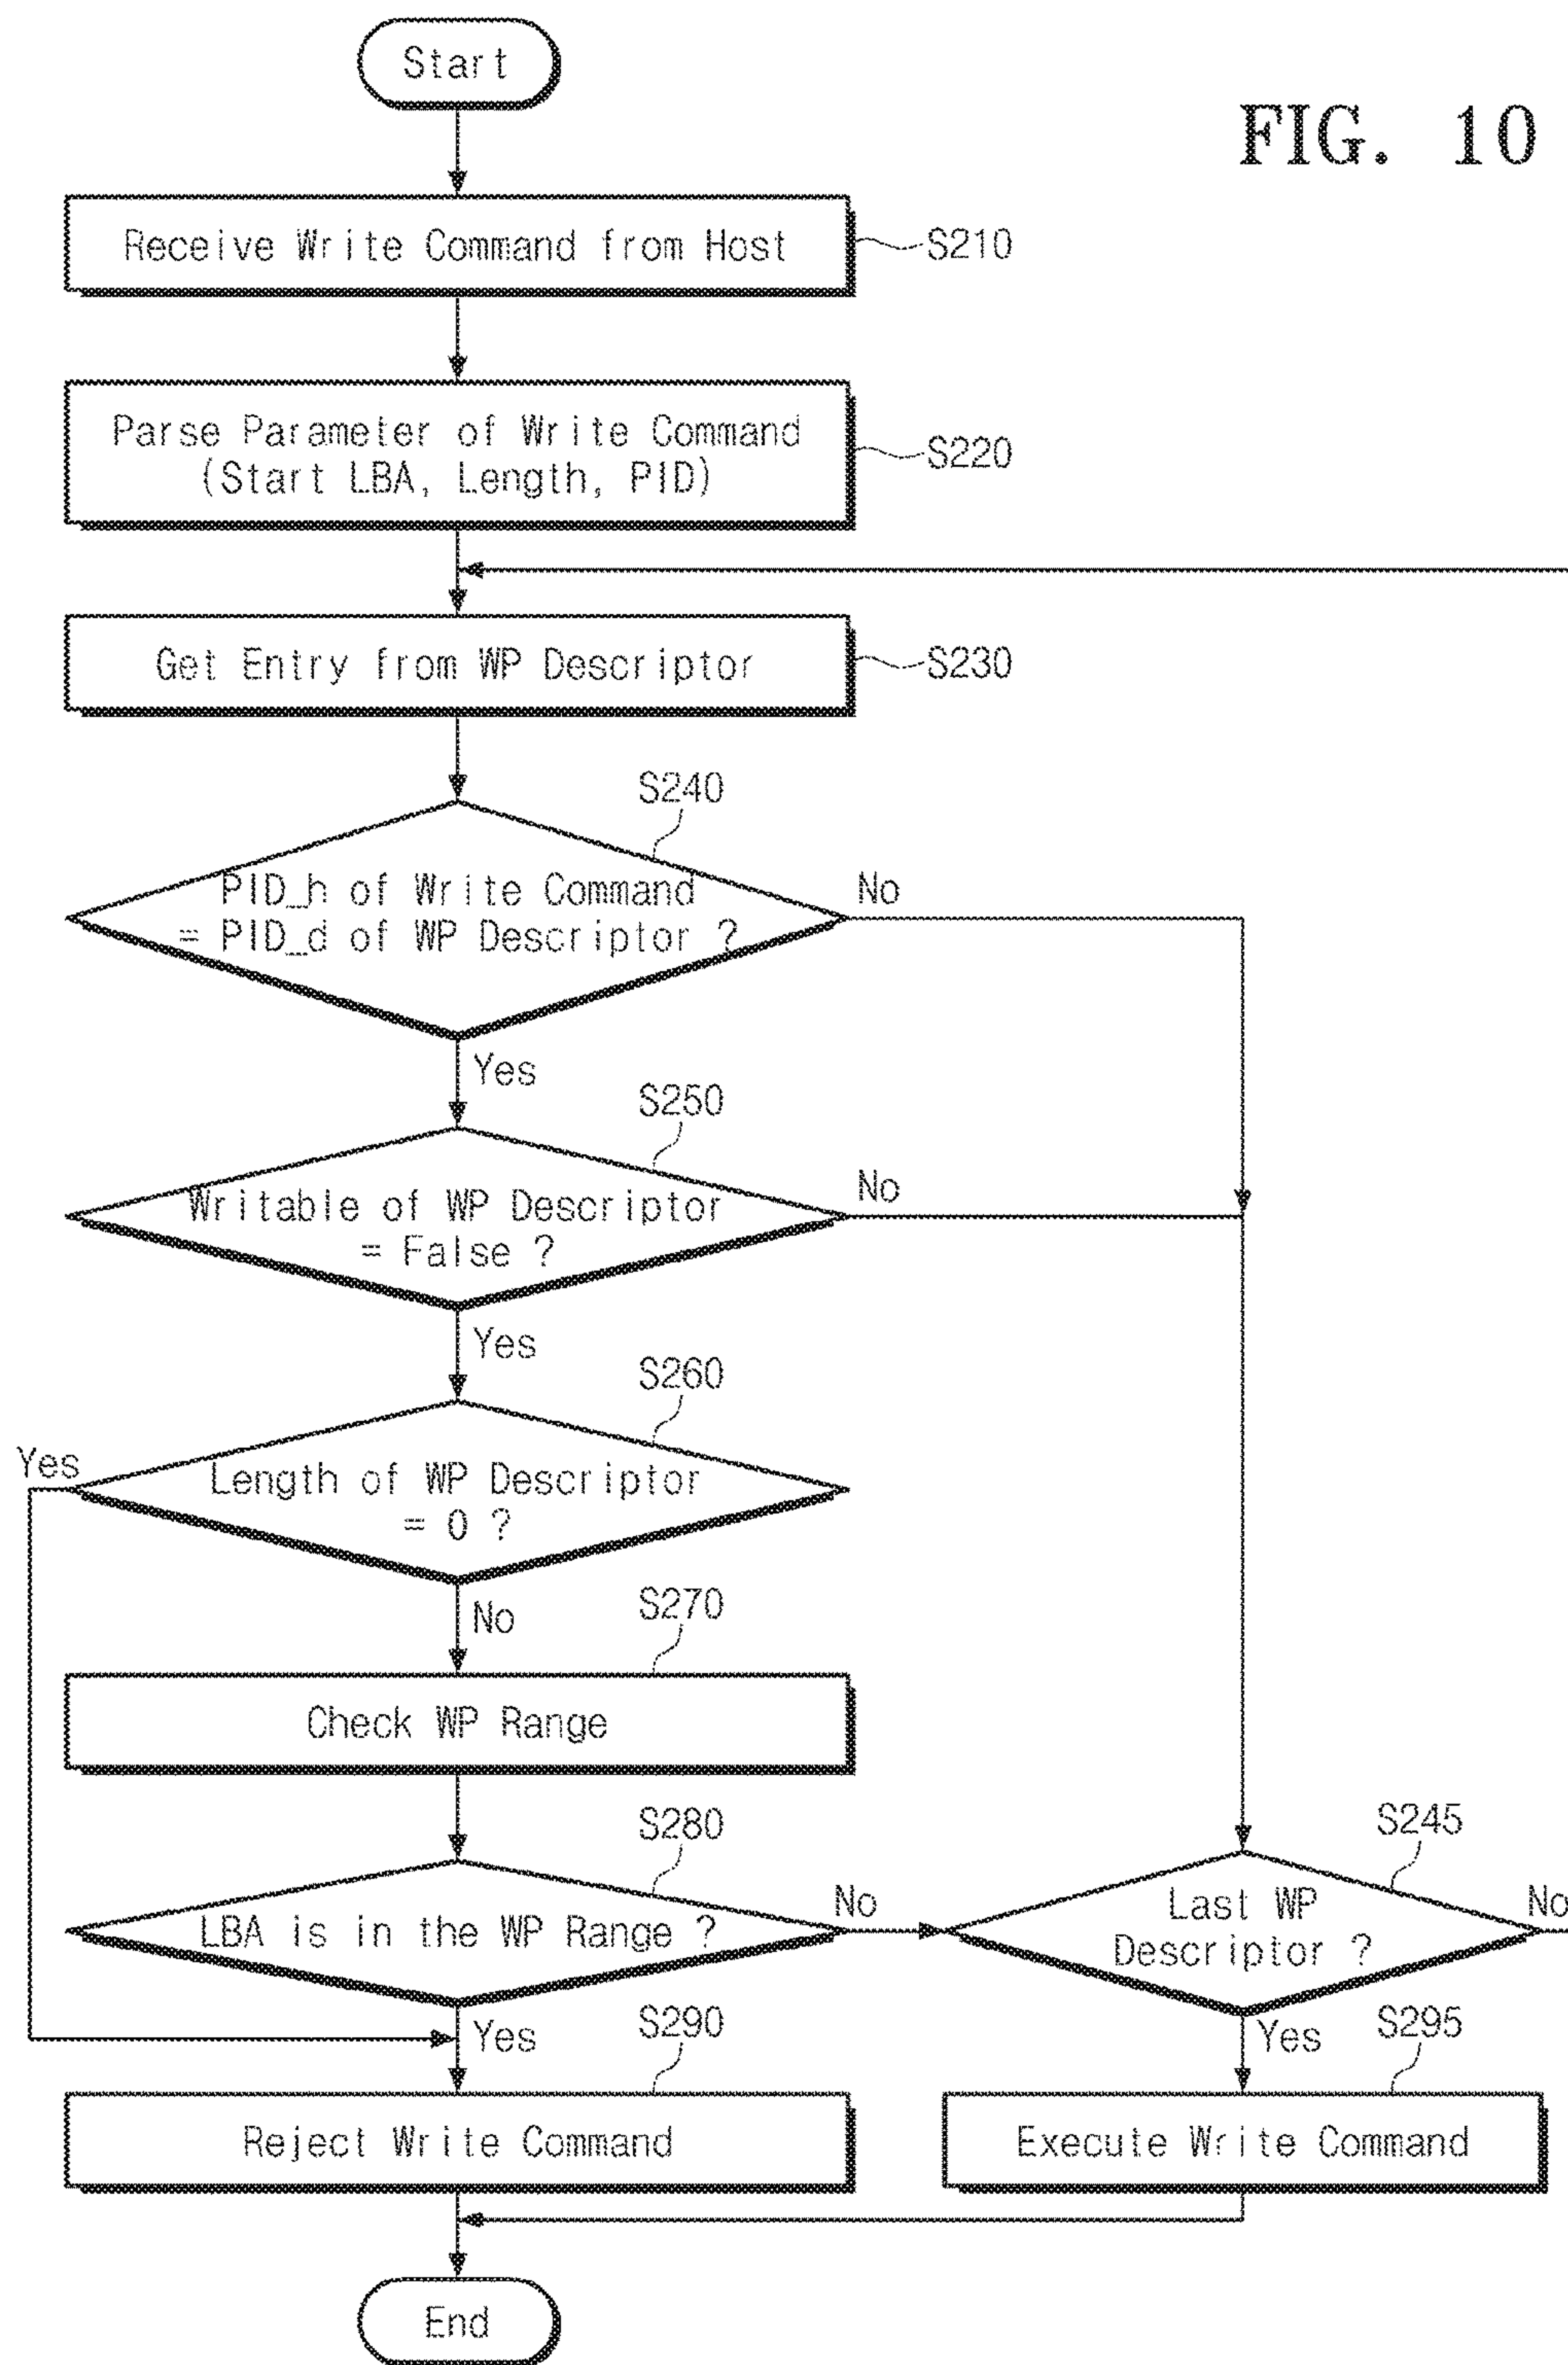 Start
FIG. 10
Receive Write Command from Host
S210
Parse Parameter of Write Command
(Start LBA, Length, PID)
S220
Get Entry from WP Descriptor
S230
S240
PID_h of Write Command
= PID_d of WP Descriptor ?
No
Yes
S250
Writable of WP Descriptor
= False ?
No
Yes
S260
Yes
Length of WP Descriptor
= 0 ?
No
S270
Check WP Range
S280
LBA is in the WP Range ?
No
S245
Last WP
Descriptor ?
No
Yes
S290
Yes
S295
Reject Write Command
Execute Write Command
End